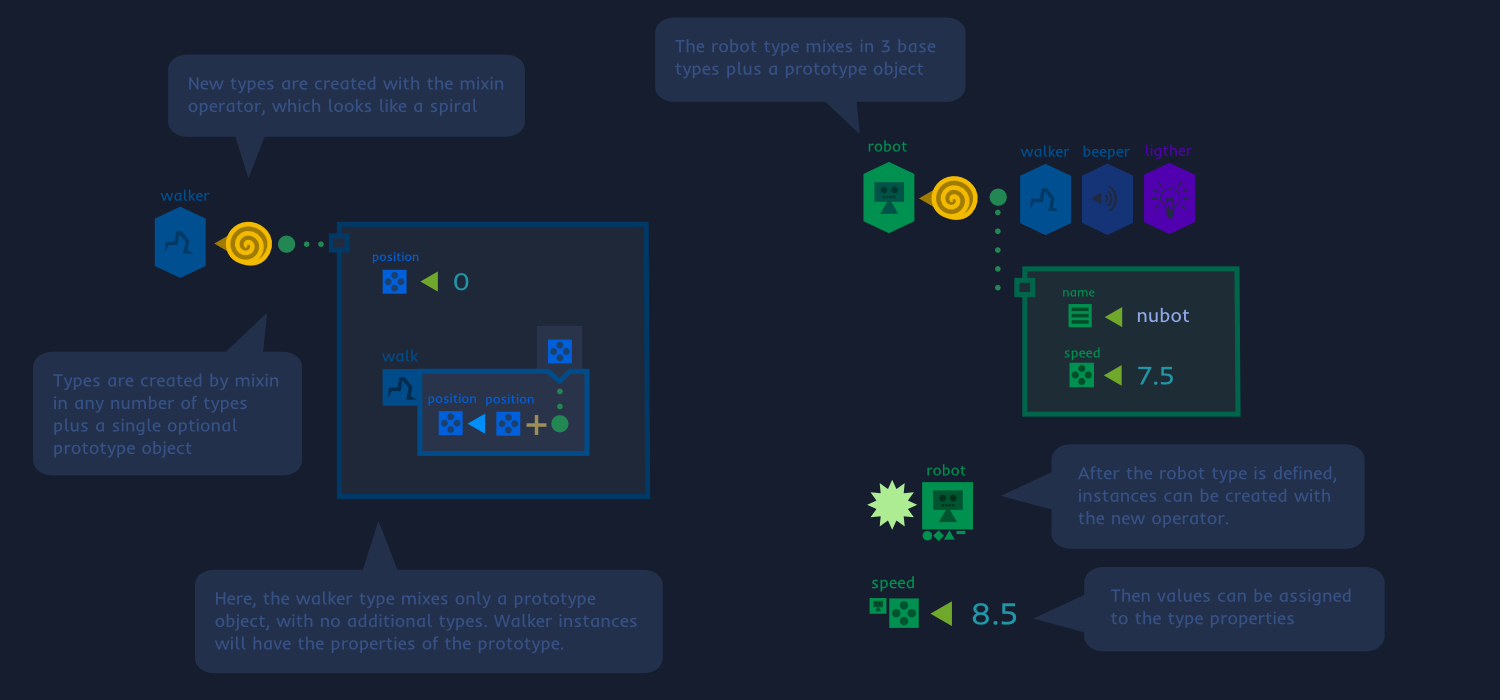 New types are created with the mixin
operator, which looks like a spiral
walker
position
0
walk
position position
+
Types are created by mixin
in any number of types
plus a single optional
prototype object
Here, the walker type mixes only a prototype
object, with no additional types. Walker instances
will have the properties of the prototype.
The robot type mixes in 3 base
types plus a prototype object
robot
walker beeper ligther
name
nubot
speed
7.5
robot
After the robot type is defined,
instances can be created with
the new operator.
speed
8.5
Then values can be assigned
to the type properties